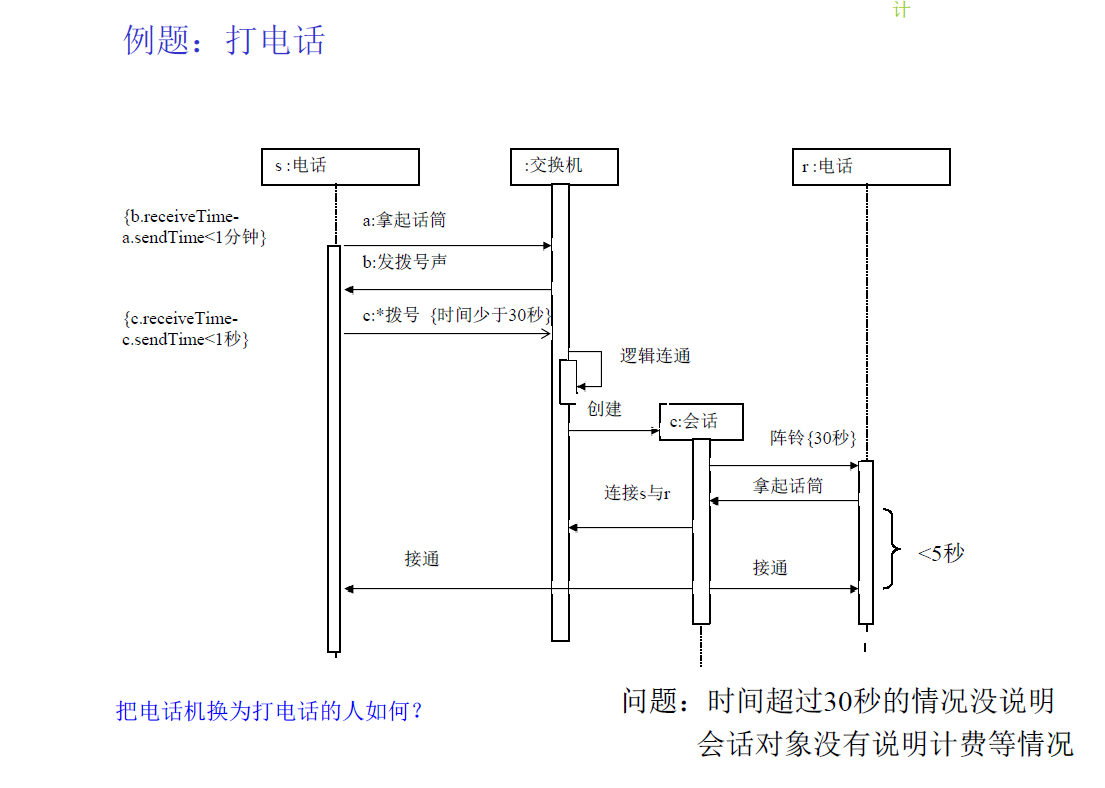 计
例题：打电话
s :电话
:交换机
r :电话
{b.receiveTime-
a.sendTime<1分钟}
a:拿起话筒
b:发拨号声
{c.receiveTime-
c.sendTime<1秒}
c:*拨号 {时间少于30秒}
逻辑连通
创建
c:会话
阵铃{30秒}
拿起话筒
连接s与r
<5秒
接通
接通
把电话机换为打电话的人如何？
问题：时间超过30秒的情况没说明
会话对象没有说明计费等情况